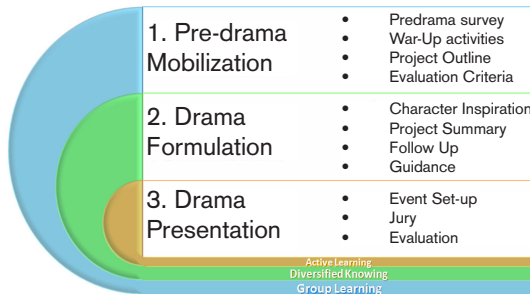 1. Pre-drama
Mobilization
• Predrama survey
• War-Up activities
• Project Outline
• Evaluation Criteria
2. Drama
Formulation
• Character Inspiration
• Project Summary
• Follow Up
• Guidance
3. Drama
Presentation
• Event Set-up
• Jury
• Evaluation
Active Learning
Diversified Knowing
Group Learning